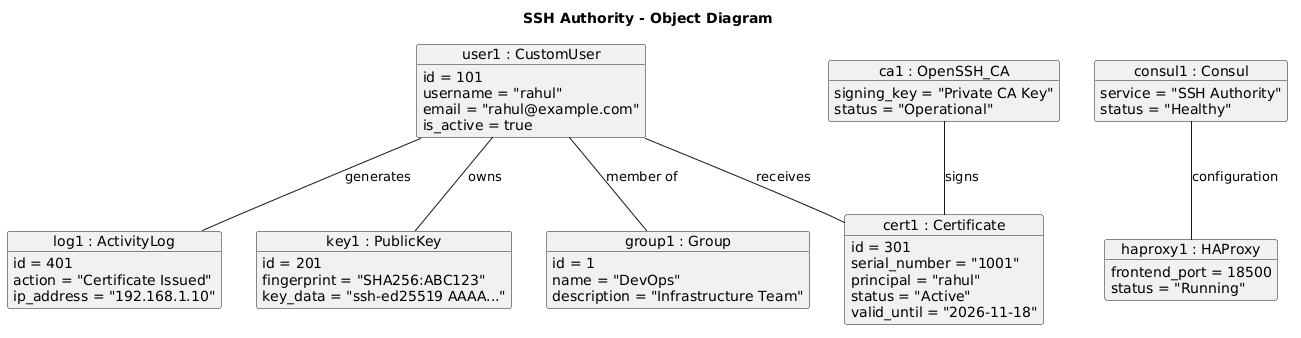 SSH Authority - Object Diagram
user1 : CustomUser
id = 101
username = "rahul"
email = "rahul@example.com"
is_active = true
ca1 : OpenSSH_CA
signing_key = "Private CA Key"
status = "Operational"
consul1 : Consul
service = "SSH Authority"
status = "Healthy"
generates
owns
member of
receives
signs
configuration
log1 : ActivityLog
id = 401
action = "Certificate Issued"
ip_address = "192.168.1.10"
key1 : PublicKey
id = 201
fingerprint = "SHA256:ABC123"
key_data = "ssh-ed25519 AAAA..."
group1 : Group
id = 1
name = "DevOps"
description = "Infrastructure Team"
cert1 : Certificate
id = 301
serial_number = "1001"
principal = "rahul"
status = "Active"
valid_until = "2026-11-18"
haproxy1 : HAProxy
frontend_port = 18500
status = "Running"